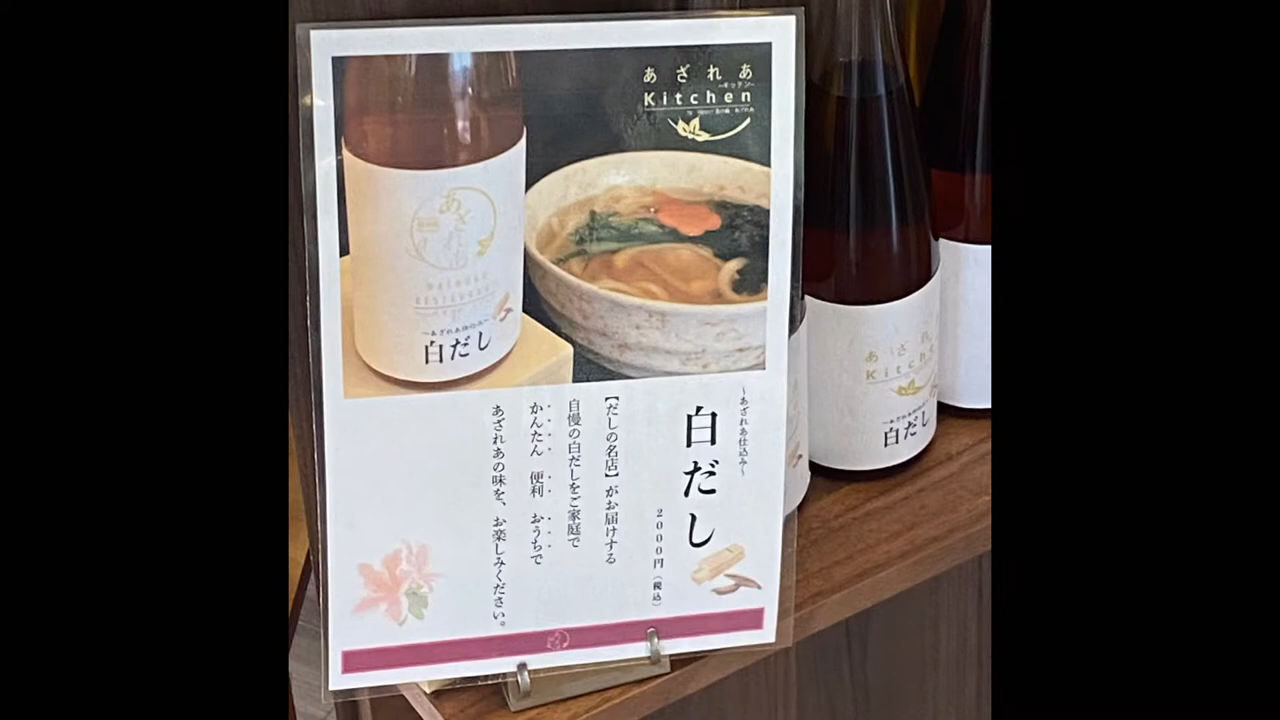 あざれあ
~キッチン~
Kitchen
あざれあ
白だし
~あざれあ仕込み~
白だし
2000円(税込)
【だしの名店】がお届けする
自慢の白だしをご家庭で
かんたん 便利 おうちで
あざれあの味を、お楽しみください。
あざれ
Kitche
白だし